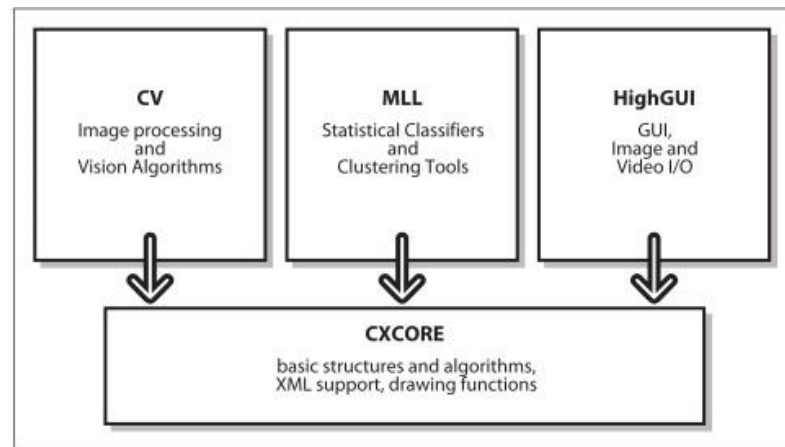 CV
Image processing
and
Vision Algorithms
MLL
Statistical Classifiers
and
Clustering Tools
HighGUI
GUI,
Image and
Video I/O
CXCORE
basic structures and algorithms,
XML support, drawing functions